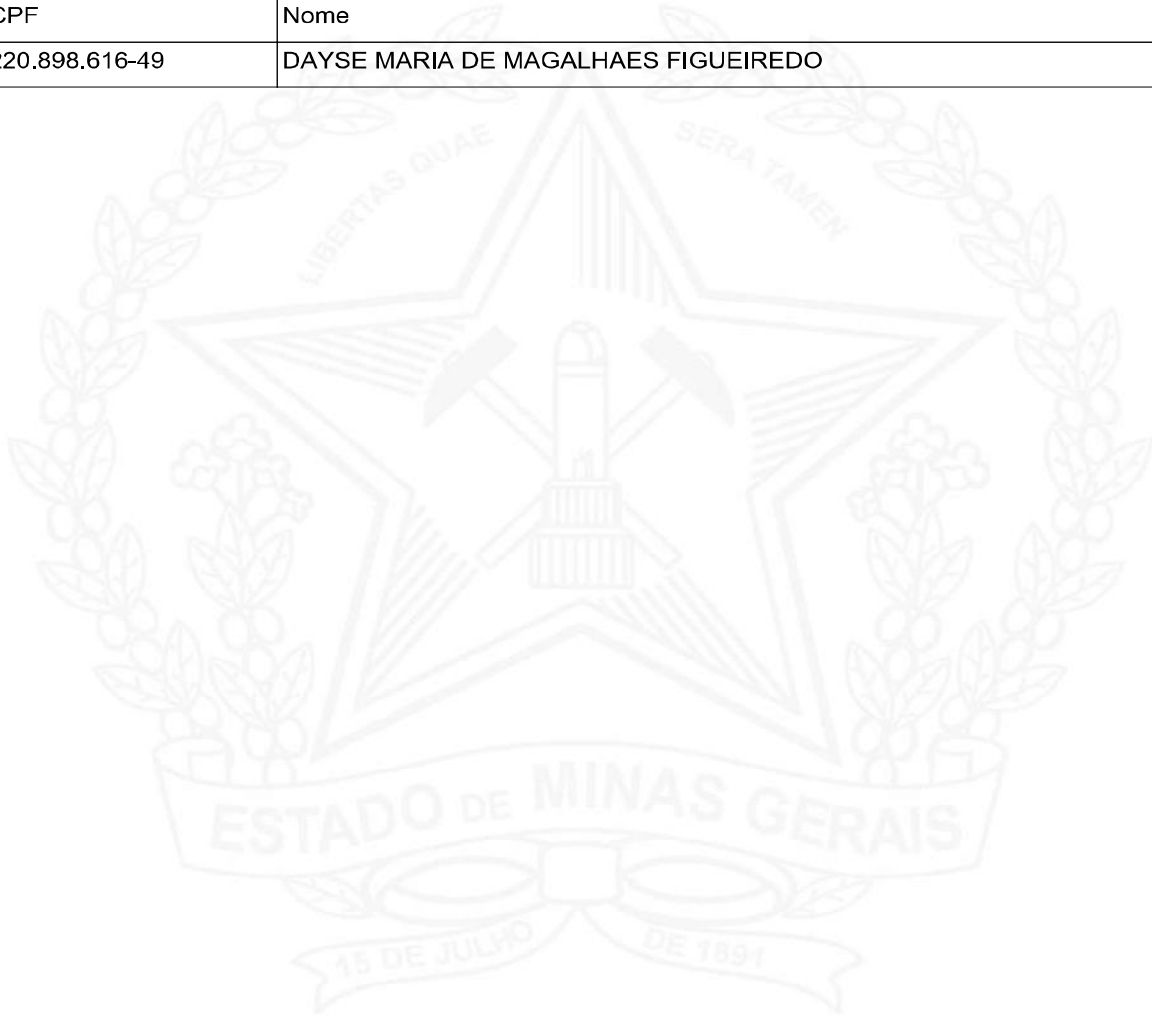 CPF Nome
220.898.616-49 DAYSE MARIA DE MAGALHAES FIGUEIREDO
LIBERTAS QUAE SERA TAMEN
ESTADO DE MINAS GERAIS
15 DE JULHO DE 1891